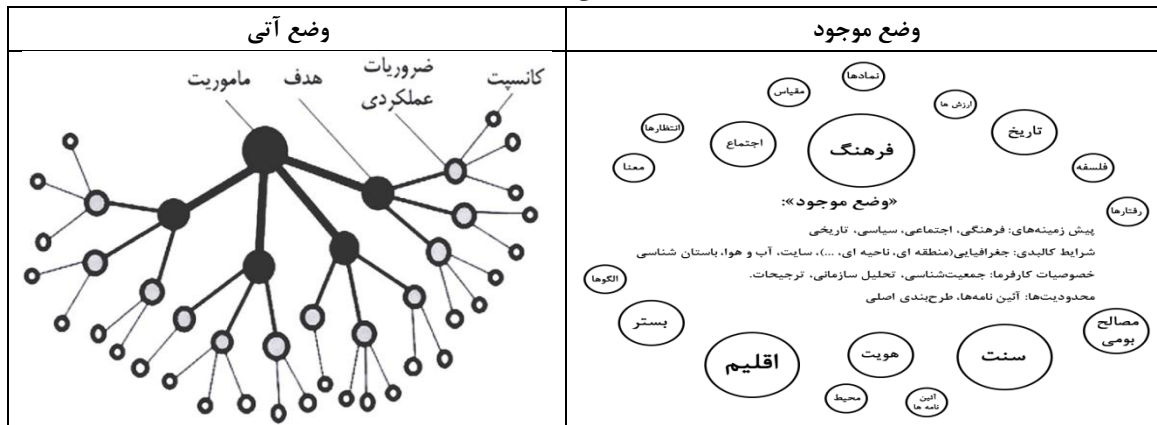 وضع موجود
وضع آتی
نمادها
مقیاس
ارزش ها
تاریخ
انتظارها
اجتماع
فرهنگ
معنا
فلسفه
رفتارها
«وضع موجود»:
پیش زمینه‌های: فرهنگی، اجتماعی، سیاسی، تاریخی
شرایط کالبدی: جغرافیایی(منطقه ای، ناحیه ای، ...)، سایت، آب و هوا، باستان شناسی
خصوصیات کارفرما: جمعیت‌شناسی، تحلیل سازمانی، ترجیحات.
محدودیت‌ها: آئین نامه‌ها، طرح‌بندی اصلی
الگوها
بستر
مصالح
بومی
اقلیم
هویت
سنت
محیط
آئین
نامه ها
کانسپت
ضروریات
عملکردی
هدف
ماموریت